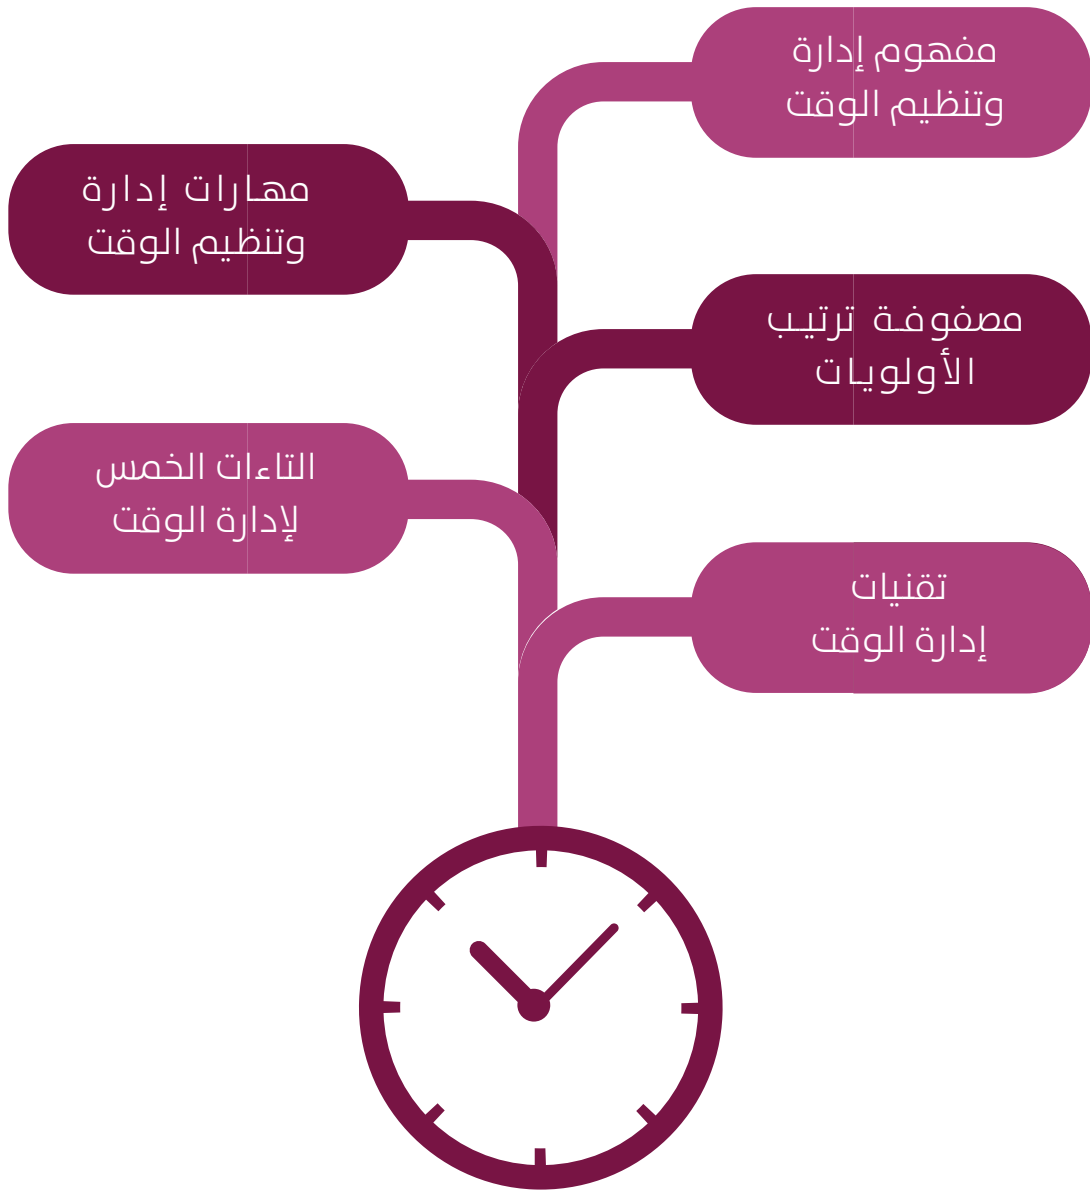 مفهوم إدارة
وتنظيم الوقت
مهارات إدارة
وتنظيم الوقت
مصفوفة ترتيب
الأولويات
التاءات الخمس
لإدارة الوقت
تقنيات
إدارة الوقت